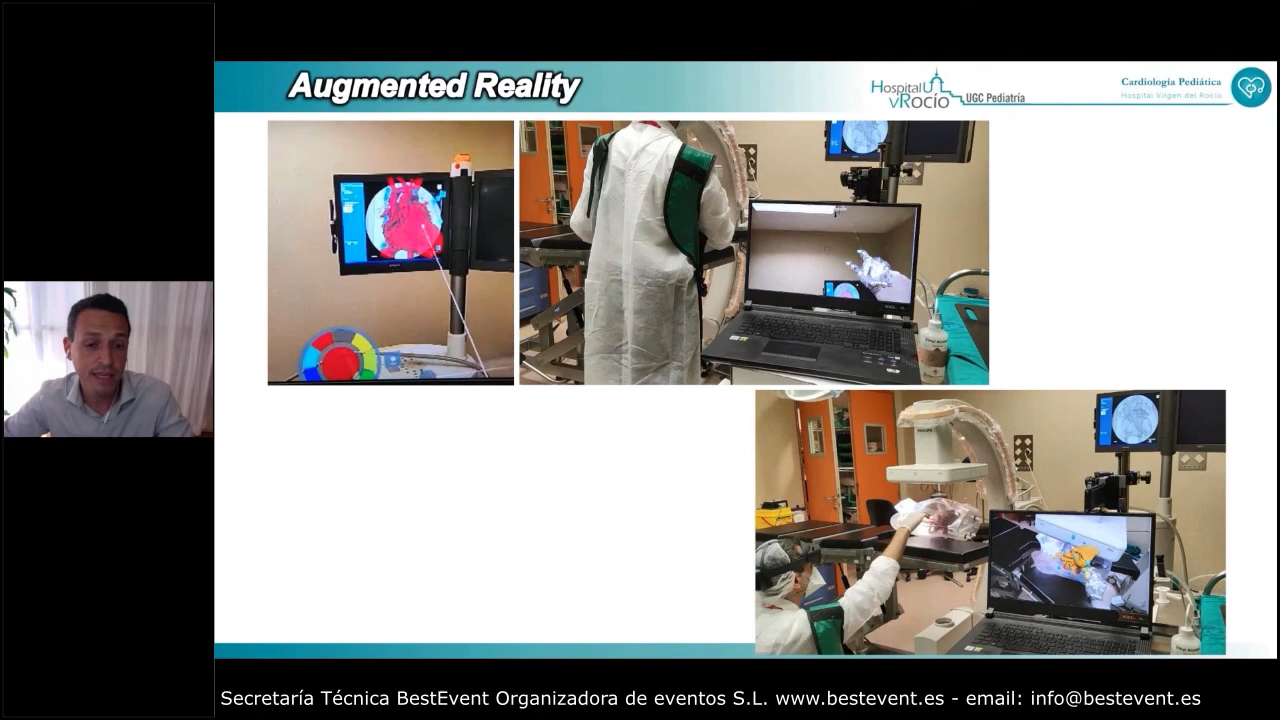 Augmented Reality
Hospital U
vRocío
UGC Pediatría
Cardiología Pediátrica
Hospital Virgen del Rocío
PHILIPS
Secretaría Técnica BestEvent Organizadora de eventos S.L. www.bestevent.es - email: info@bestevent.es